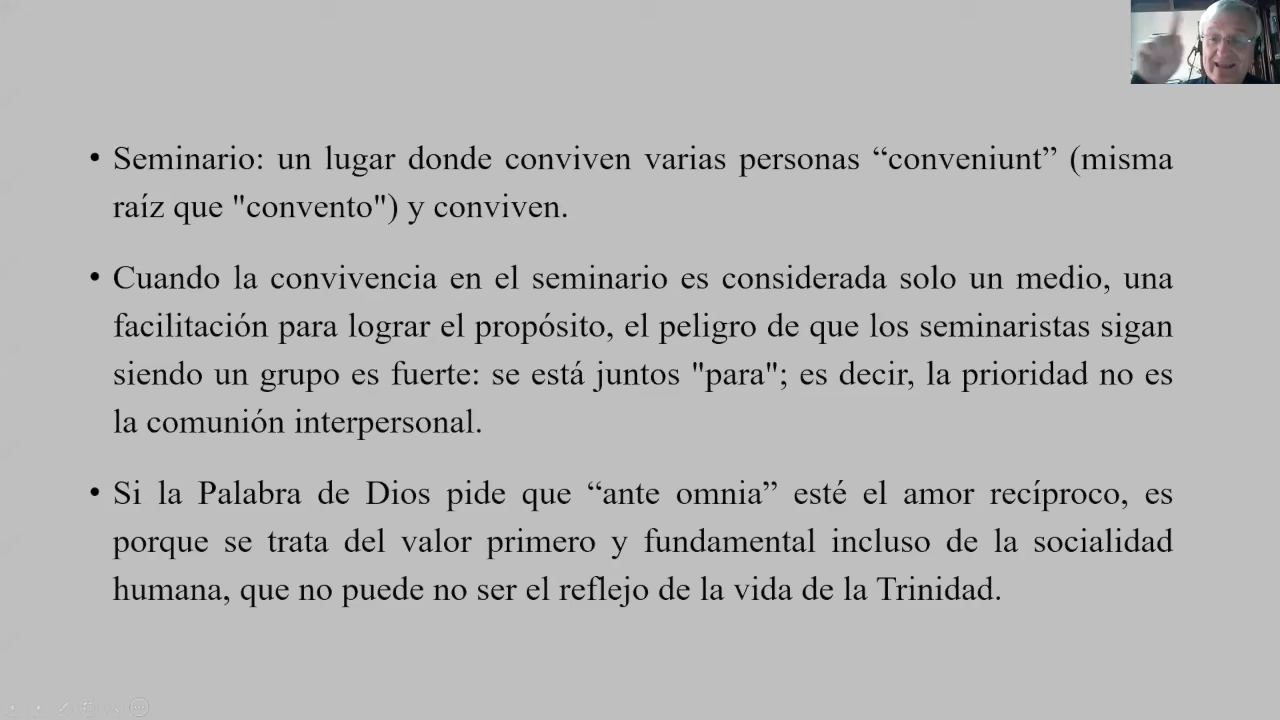 • Seminario: un lugar donde conviven varias personas “conveniunt” (misma
raíz que "convento") y conviven.
• Cuando la convivencia en el seminario es considerada solo un medio, una
facilitación para lograr el propósito, el peligro de que los seminaristas sigan
siendo un grupo es fuerte: se está juntos "para"; es decir, la prioridad no es
la comunión interpersonal.
• Si la Palabra de Dios pide que “ante omnia” esté el amor recíproco, es
porque se trata del valor primero y fundamental incluso de la socialidad
humana, que no puede no ser el reflejo de la vida de la Trinidad.